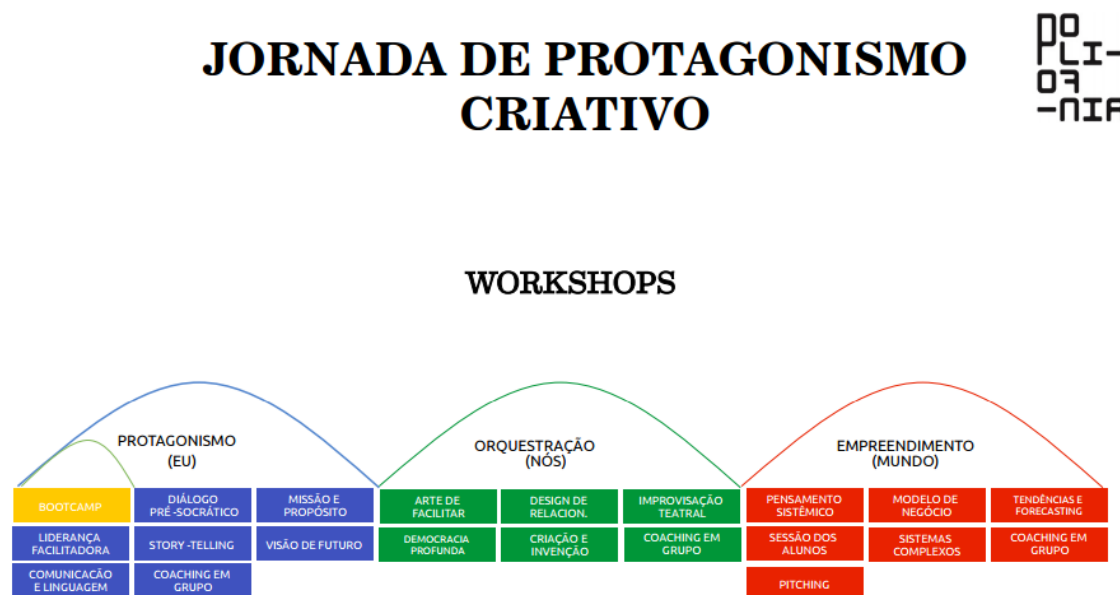 JORNADA DE PROTAGONISMO
CRIATIVO
PO
LI-
FO
-NIA
WORKSHOPS
PROTAGONISMO
(EU)
ORQUESTRAÇÃO
(NÓS)
EMPREENDIMENTO
(MUNDO)
BOOTCAMP
DIÁLOGO
PRÉ-SOCRÁTICO
MISSÃO E
PROPÓSITO
LIDERANÇA
FACILITADORA
STORY-TELLING
VISÃO DE FUTURO
COMUNICACÃO
E LINGUAGEM
COACHING EM
GRUPO
ARTE DE
FACILITAR
DESIGN DE
RELACION.
IMPROVISAÇÃO
TEATRAL
DEMOCRACIA
PROFUNDA
CRIAÇÃO E
INVENÇÃO
COACHING EM
GRUPO
PENSAMENTO
SISTÊMICO
MODELO DE
NEGÓCIO
TENDÊNCIAS E
FORECASTING
SESSÃO DOS
ALUNOS
SISTEMAS
COMPLEXOS
COACHING EM
GRUPO
PITCHING